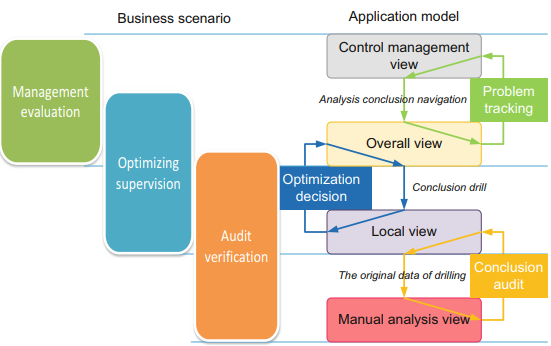 Business scenario
Application model
Control management
view
Management
evaluation
Problem
tracking
Analysis conclusion navigation
Overall view
Optimizing
supervision
Optimization
decision
Conclusion drill
Audit
verification
Local view
Conclusion
audit
The original data of drilling
Manual analysis view